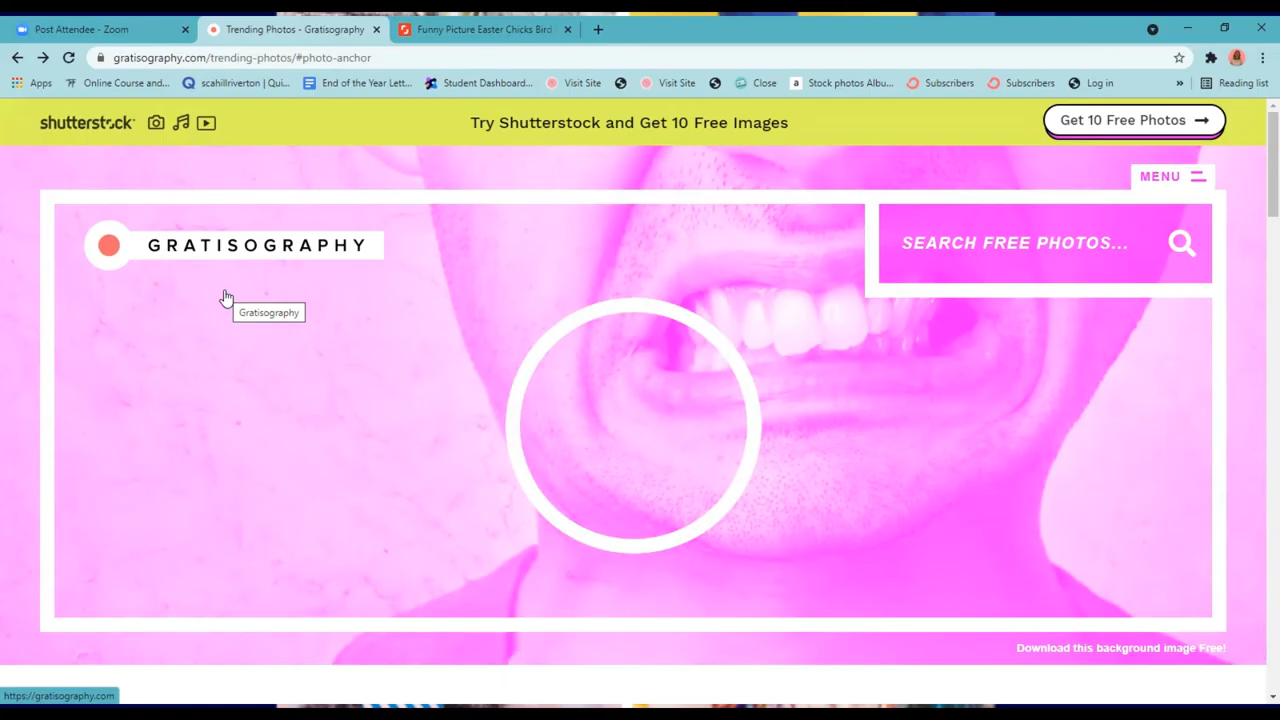 Post Attendee - Zoom
Trending Photos - Gratisography
Funny Picture Easter Chicks Bird
gratisography.com/trending-photos/#photo-anchor
Apps
Online Course and...
scahillriverton | Qui...
End of the Year Lett...
Student Dashboard...
Visit Site
Visit Site
Close
Stock photos Albu...
Subscribers
Subscribers
Log in
Reading list
shutterstock
Try Shutterstock and Get 10 Free Images
Get 10 Free Photos
MENU
GRATISOGRAPHY
SEARCH FREE PHOTOS...
Gratisography
Download this background image Free!
https://gratisography.com